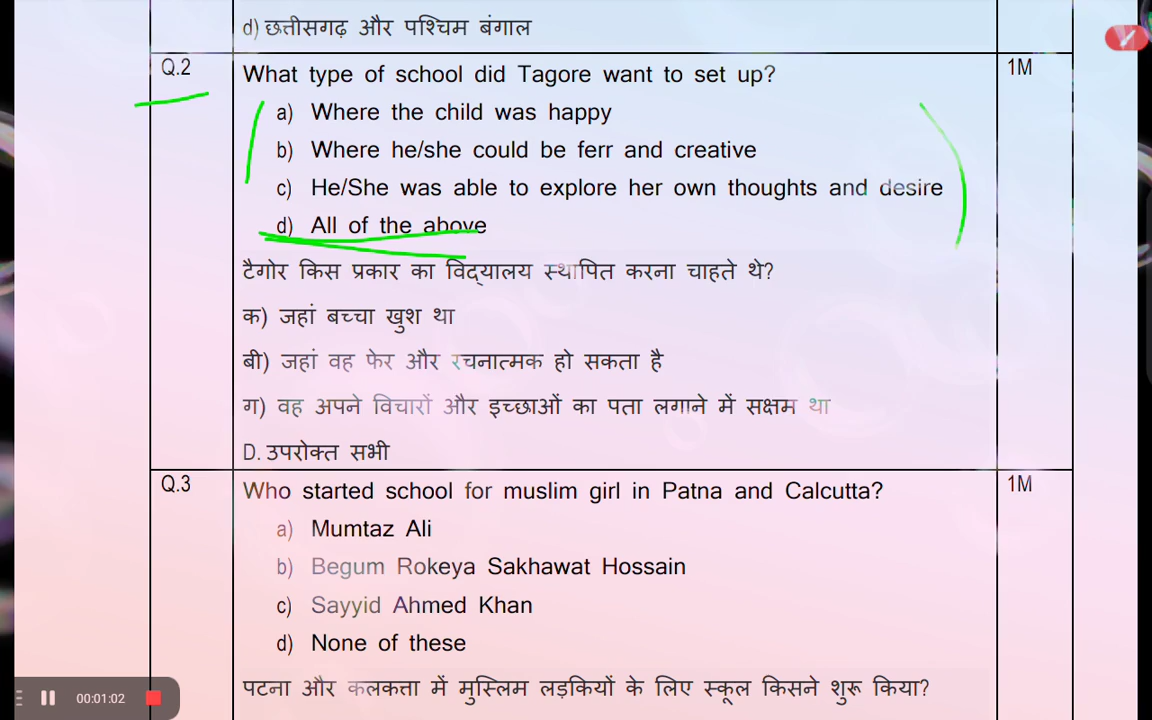 d) छत्तीसगढ़ और पश्चिम बंगाल
Q.2
What type of school did Tagore want to set up?
1M
a) Where the child was happy
b) Where he/she could be ferr and creative
c) He/She was able to explore her own thoughts and desire
d) All of the above
टैगोर किस प्रकार का विद्यालय स्थापित करना चाहते थे?
क) जहां बच्चा खुश था
बी) जहां वह फेर और रचनात्मक हो सकता है
ग) वह अपने विचारों और इच्छाओं का पता लगाने में सक्षम था
D. उपरोक्त सभी
Q.3
Who started school for muslim girl in Patna and Calcutta?
1M
a) Mumtaz Ali
b) Begum Rokeya Sakhawat Hossain
c) Sayyid Ahmed Khan
d) None of these
पटना और कलकत्ता में मुस्लिम लड़कियों के लिए स्कूल किसने शुरू किया?
00:01:02